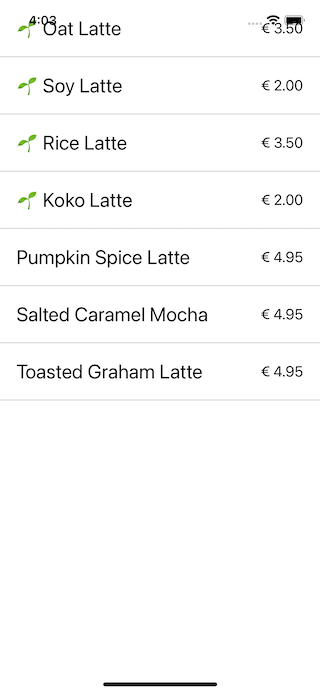 4:03
🌱 Oat Latte € 3.50
🌱 Soy Latte € 2.00
🌱 Rice Latte € 3.50
🌱 Koko Latte € 2.00
Pumpkin Spice Latte € 4.95
Salted Caramel Mocha € 4.95
Toasted Graham Latte € 4.95